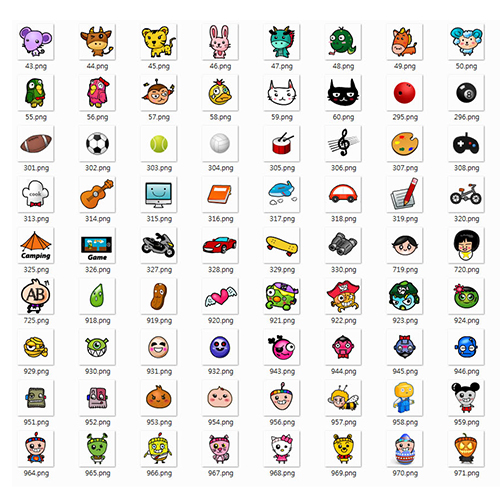 43.png 44.png 45.png 46.png 47.png 48.png 49.png 50.png
55.png 56.png 57.png 58.png 59.png 60.png 295.png 296.png
8
301.png 302.png 303.png 304.png 305.png 306.png 307.png 308.png
cook
313.png 314.png 315.png 316.png 317.png 318.png 319.png 320.png
Camping Game
325.png 326.png 327.png 328.png 329.png 330.png 719.png 720.png
AB
725.png 918.png 919.png 920.png 921.png 922.png 923.png 924.png
929.png 930.png 931.png 932.png 943.png 944.png 945.png 946.png
951.png 952.png 953.png 954.png 956.png 957.png 958.png 959.png
964.png 965.png 966.png 967.png 968.png 969.png 970.png 971.png